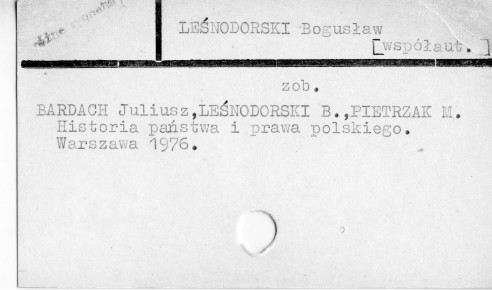 LEŚNODORSKI Bogusław
[współaut.]
zob.
BARDACH Juliusz,LEŚNODORSKI B.,PIETRZAK M.
Historia państwa i prawa polskiego.
Warszawa 1976.